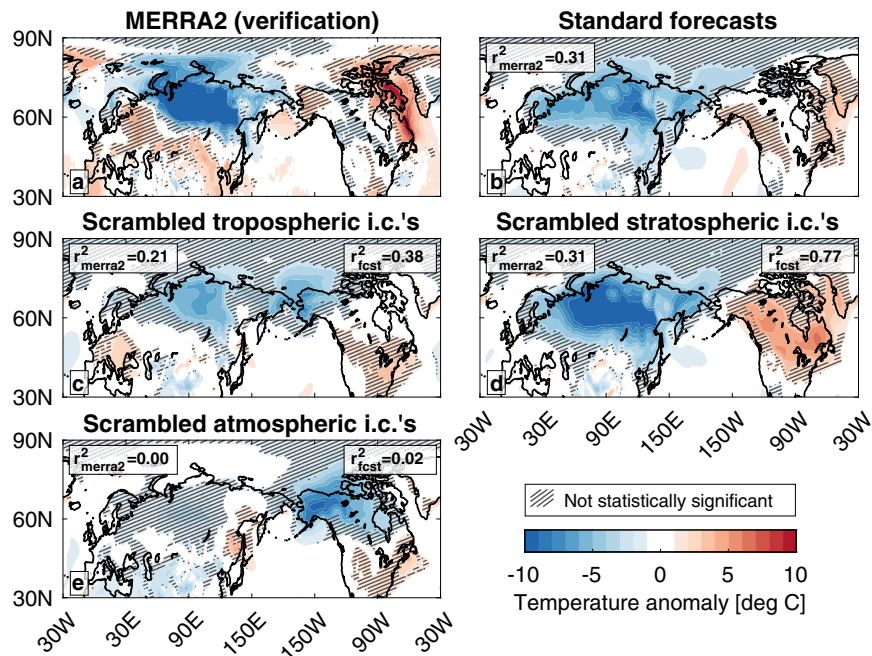 MERRA2 (verification)
Standard forecasts
90N
60N
30N
a
r²merra2=0.31
b
Scrambled tropospheric i.c.'s
Scrambled stratospheric i.c.'s
90N
60N
30N
r²merra2=0.21
r²fcst=0.38
c
r²merra2=0.31
r²fcst=0.77
d
30W
30E
90E
150E
150W
90W
30W
Scrambled atmospheric i.c.'s
90N
60N
30N
r²merra2=0.00
r²fcst=0.02
e
30W
30E
90E
150E
150W
90W
30W
Not statistically significant
-10
-5
0
5
10
Temperature anomaly [deg C]